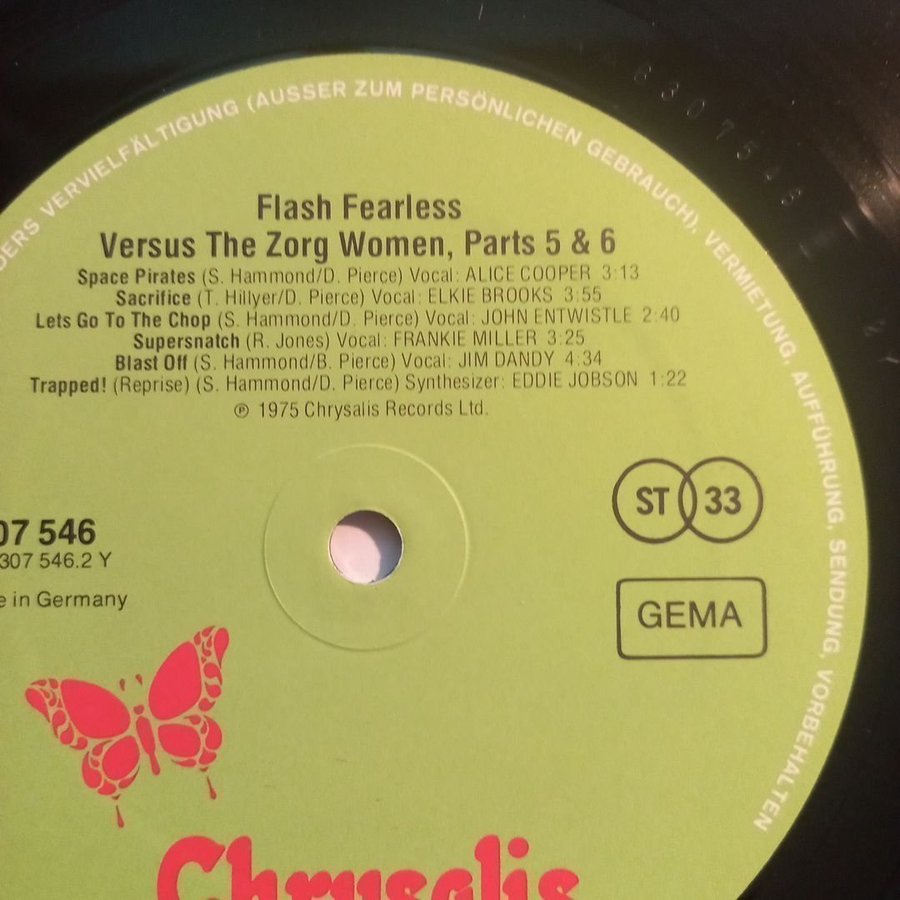 DERS VERVIELFÄLTIGUNG (AUSSER ZUM PERSÖNLICHEN GEBRAUCH), VERMIETUNG, AUFFÜHRUNG, SENDUNG, VORBEHALTEN
Flash Fearless
Versus The Zorg Women, Parts 5 & 6
Space Pirates (S. Hammond/D. Pierce) Vocal: ALICE COOPER 3:13
Sacrifice (T. Hillyer/D. Pierce) Vocal: ELKIE BROOKS 3:55
Lets Go To The Chop (S. Hammond/D. Pierce) Vocal: JOHN ENTWISTLE 2:40
Supersnatch (R. Jones) Vocal: FRANKIE MILLER 3:25
Blast Off (S. Hammond/B. Pierce) Vocal: JIM DANDY 4:34
Trapped! (Reprise) (S. Hammond/D. Pierce) Synthesizer: EDDIE JOBSON 1:22
℗ 1975 Chrysalis Records Ltd.
ST 33
07 546
307 546.2 Y
e in Germany
GEMA
Chrysalis